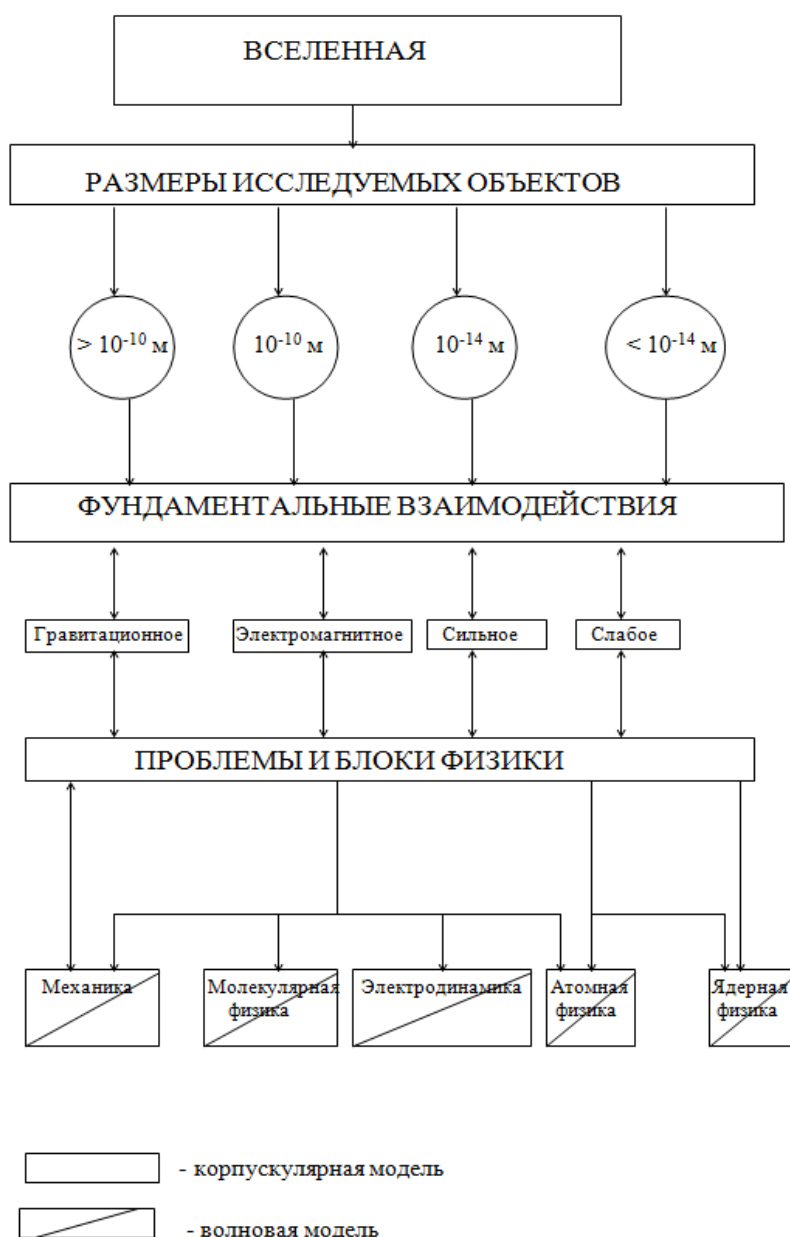 ВСЕЛЕННАЯ
РАЗМЕРЫ ИССЛЕДУЕМЫХ ОБЪЕКТОВ
> 10⁻¹⁰ м
10⁻¹⁰ м
10⁻¹⁴ м
< 10⁻¹⁴ м
ФУНДАМЕНТАЛЬНЫЕ ВЗАИМОДЕЙСТВИЯ
Гравитационное
Электромагнитное
Сильное
Слабое
ПРОБЛЕМЫ И БЛОКИ ФИЗИКИ
Механика
Молекулярная
физика
Электродинамика
Атомная
физика
Ядерная
физика
- корпускулярная модель
- волновая модель